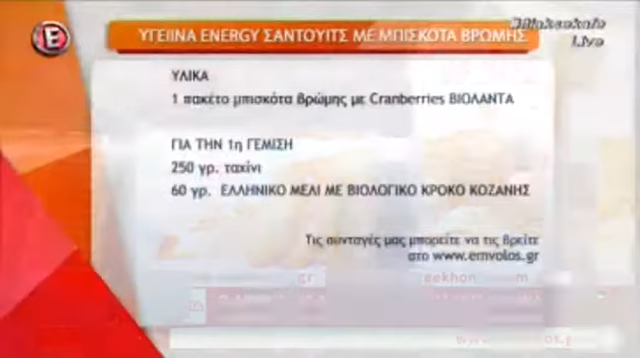 E
#Biskoskafe
Live
ΥΓΕΙΙΝΑ ENERGY ΣΑΝΤΟΥΙΤΣ ΜΕ ΜΠΙΣΚΟΤΑ ΒΡΩΜΗΣ
ΥΛΙΚΑ
1 πακέτο μπισκότα βρώμης με Cranberries ΒΙΟΛΑΝΤΑ
ΓΙΑ ΤΗΝ 1η ΓΕΜΙΣΗ
250 γρ. ταχίνι
60 γρ. ΕΛΛΗΝΙΚΟ ΜΕΛΙ ΜΕ ΒΙΟΛΟΓΙΚΟ ΚΡΟΚΟ ΚΟΖΑΝΗΣ
Τις συνταγές μας μπορείτε να τις βρείτε
στο www.emvolos.gr